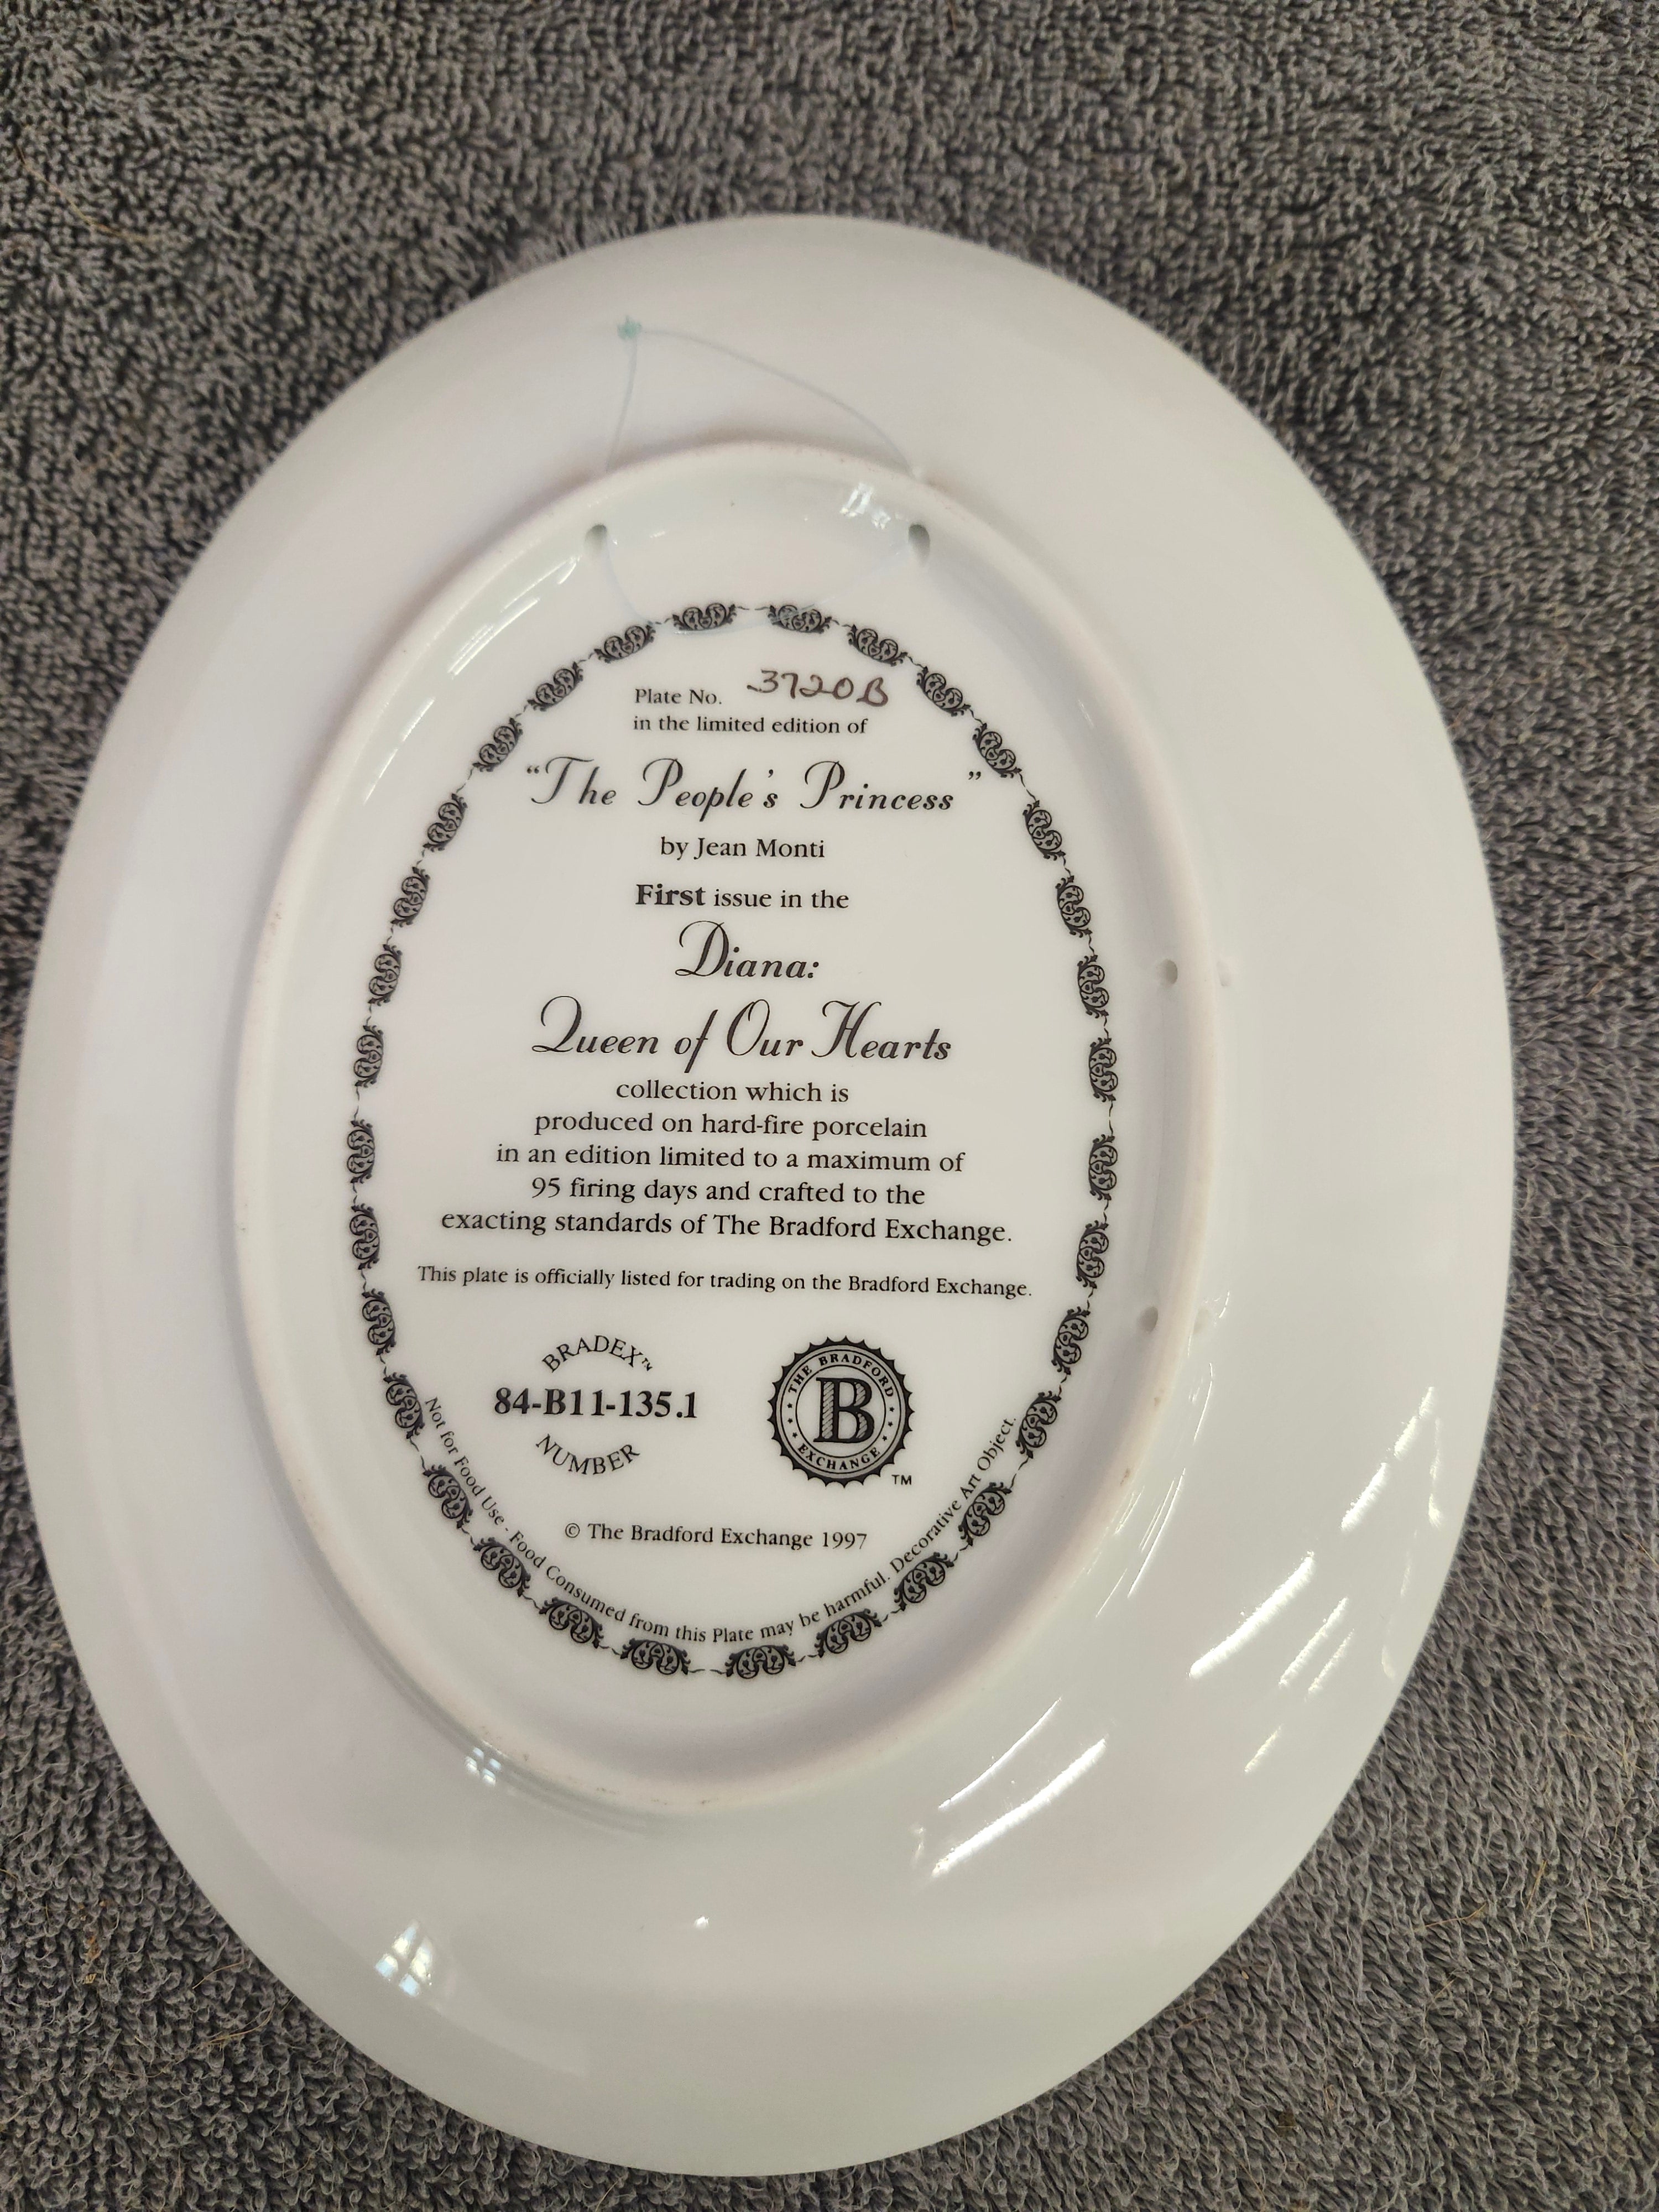 Plate No. 3720B
in the limited edition of
“The People’s Princess”
by Jean Monti
First issue in the
Diana:
Queen of Our Hearts
collection which is
produced on hard-fire porcelain
in an edition limited to a maximum of
95 firing days and crafted to the
exacting standards of The Bradford Exchange.
This plate is officially listed for trading on the Bradford Exchange.
BRADEX™
84-B11-135.1
NUMBER
THE BRADFORD
B
EXCHANGE
™
© The Bradford Exchange 1997
Not for Food Use - Food Consumed from this Plate may be harmful. Decorative Art Object.